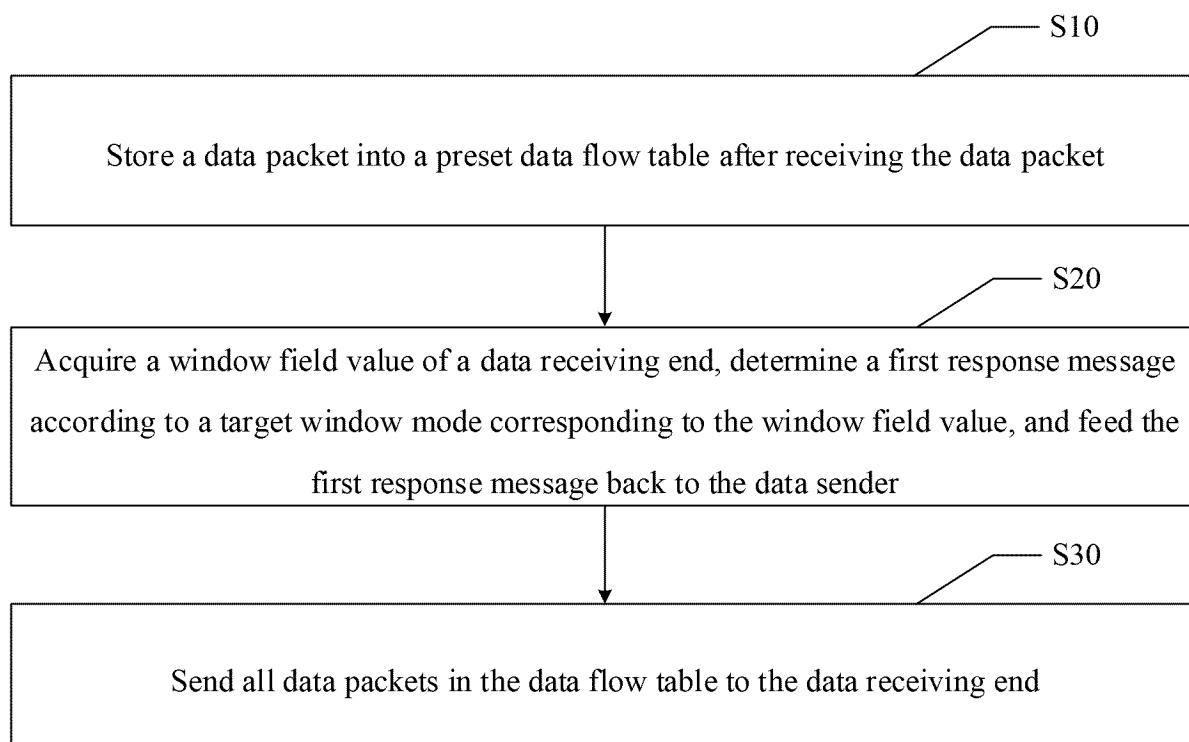 S10
Store a data packet into a preset data flow table after receiving the data packet
S20
Acquire a window field value of a data receiving end, determine a first response message
according to a target window mode corresponding to the window field value, and feed the
first response message back to the data sender
S30
Send all data packets in the data flow table to the data receiving end